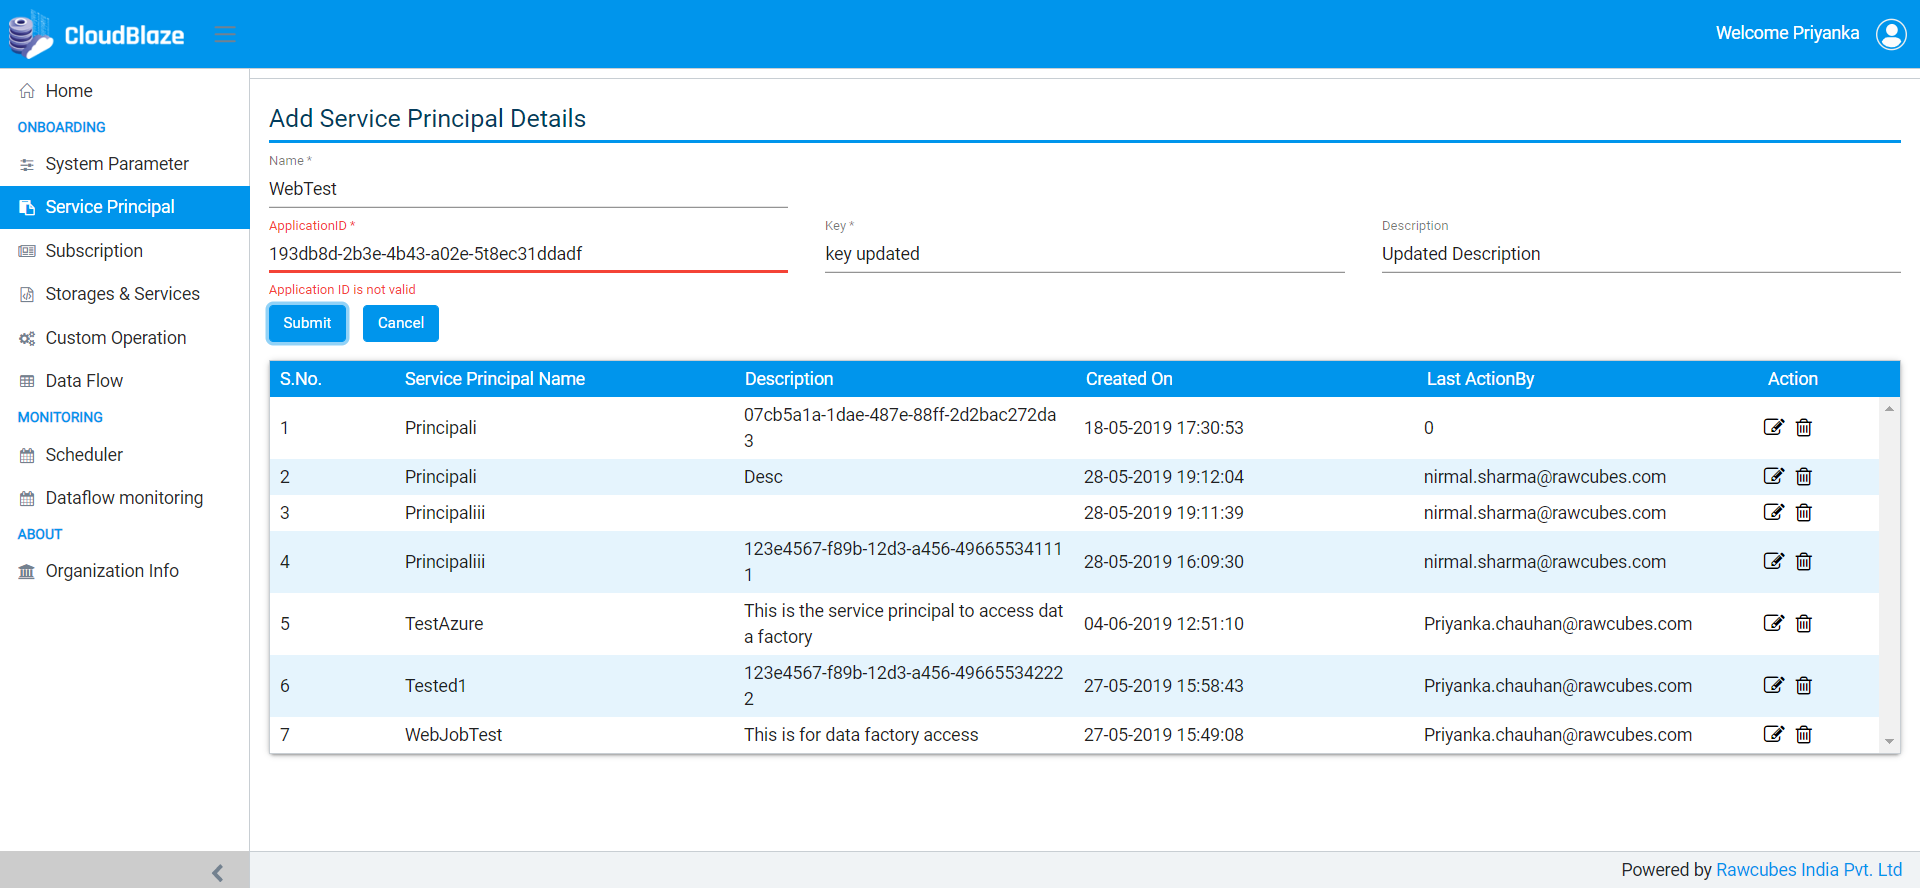 CloudBlaze
Welcome Priyanka
Home
ONBOARDING
System Parameter
Service Principal
Subscription
Storages & Services
Custom Operation
Data Flow
MONITORING
Scheduler
Dataflow monitoring
ABOUT
Organization Info
Add Service Principal Details
Name *
WebTest
ApplicationID * Key * Description
193db8d-2b3e-4b43-a02e-5t8ec31ddadf key updated Updated Description
Application ID is not valid
Submit Cancel
S.No. Service Principal Name Description Created On Last ActionBy Action
1 Principali 07cb5a1a-1dae-487e-88ff-2d2bac272da 18-05-2019 17:30:53 0
3
2 Principali Desc 28-05-2019 19:12:04 nirmal.sharma@rawcubes.com
3 Principaliii 28-05-2019 19:11:39 nirmal.sharma@rawcubes.com
4 Principaliii 123e4567-f89b-12d3-a456-49665534111 28-05-2019 16:09:30 nirmal.sharma@rawcubes.com
1
5 TestAzure This is the service principal to access dat 04-06-2019 12:51:10 Priyanka.chauhan@rawcubes.com
a factory
6 Tested1 123e4567-f89b-12d3-a456-49665534222 27-05-2019 15:58:43 Priyanka.chauhan@rawcubes.com
2
7 WebJobTest This is for data factory access 27-05-2019 15:49:08 Priyanka.chauhan@rawcubes.com
Powered by Rawcubes India Pvt. Ltd